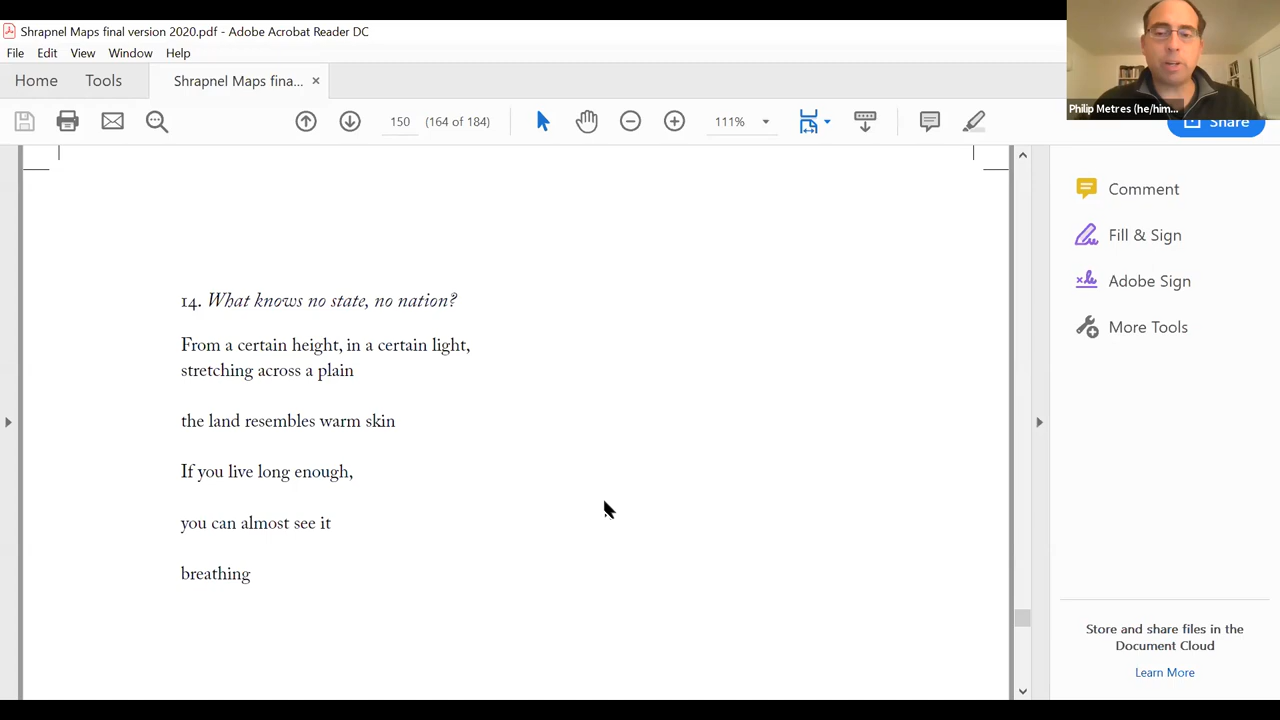 Shrapnel Maps final version 2020.pdf - Adobe Acrobat Reader DC
File Edit View Window Help
Home Tools Shrapnel Maps fina... ×
150 (164 of 184) 111% Share
Philip Metres (he/him...
Comment
Fill & Sign
Adobe Sign
More Tools
14. What knows no state, no nation?
From a certain height, in a certain light,
stretching across a plain
the land resembles warm skin
If you live long enough,
you can almost see it
breathing
Store and share files in the
Document Cloud
Learn More